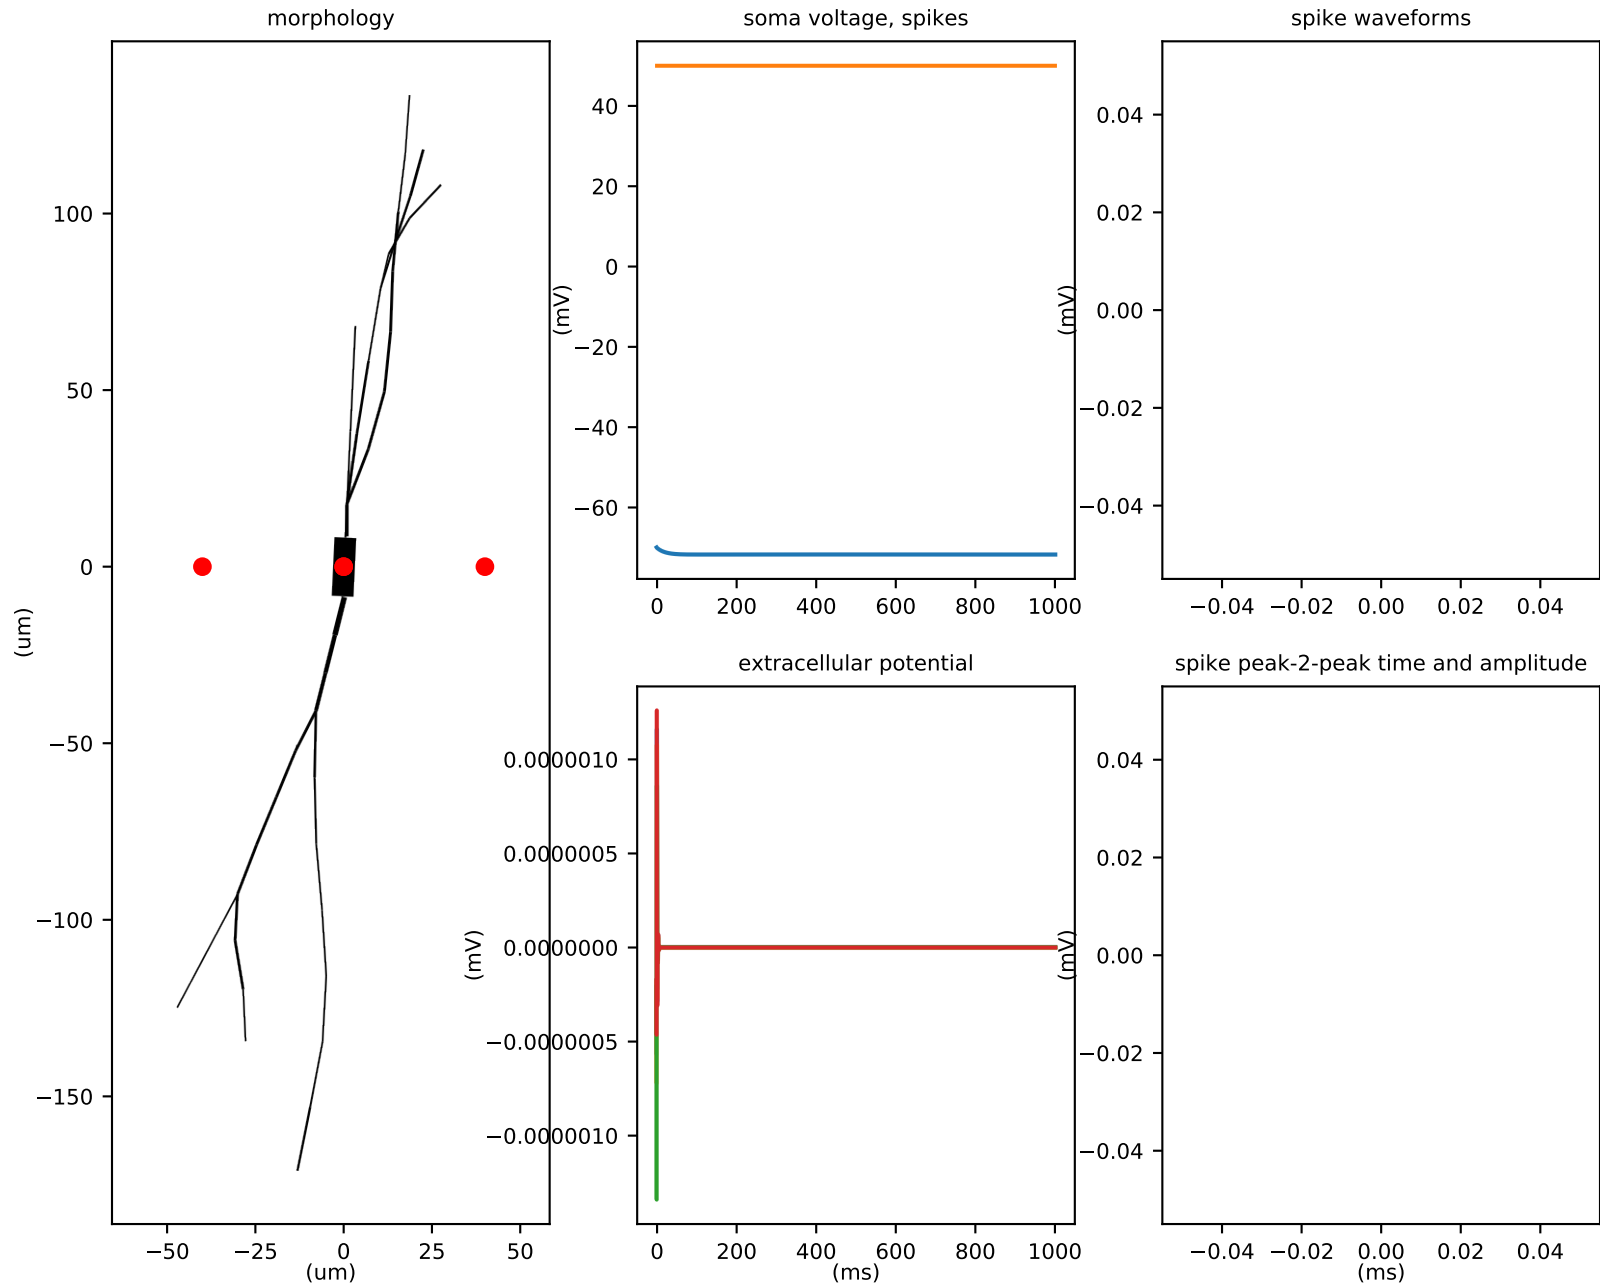 morphology
100
50
0
−50
−100
−150
(um)
−50 −25 0 25 50
(um)
soma voltage, spikes
40
20
0
−20
−40
−60
(mV)
0 200 400 600 800 1000
spike waveforms
0.04
0.02
0.00
−0.02
−0.04
(mV)
−0.04 −0.02 0.00 0.02 0.04
extracellular potential
0.0000010
0.0000005
0.0000000
−0.0000005
−0.0000010
(mV)
0 200 400 600 800 1000
(ms)
spike peak-2-peak time and amplitude
0.04
0.02
0.00
−0.02
−0.04
(mV)
−0.04 −0.02 0.00 0.02 0.04
(ms)